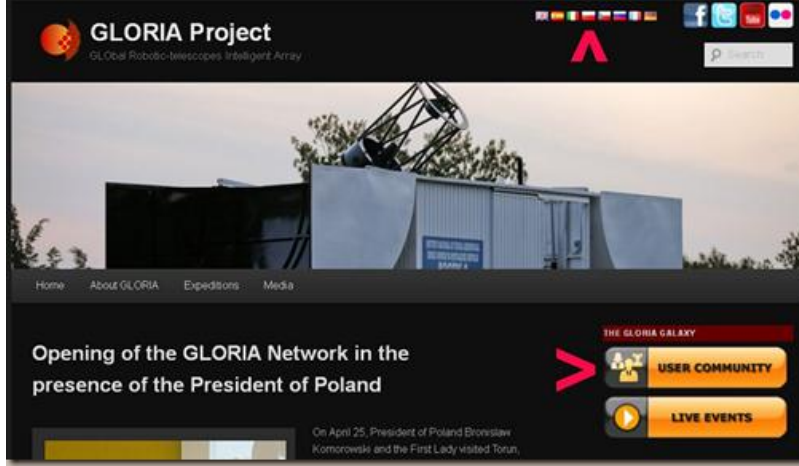 GLORIA Project
GLObal Robotic-telescopes Intelligent Array
Search
Home About GLORIA Expeditions Media
THE GLORIA GALAXY
Opening of the GLORIA Network in the
presence of the President of Poland
USER COMMUNITY
LIVE EVENTS
On April 25, President of Poland Bronislaw
Komorowski and the First Lady visited Torun,